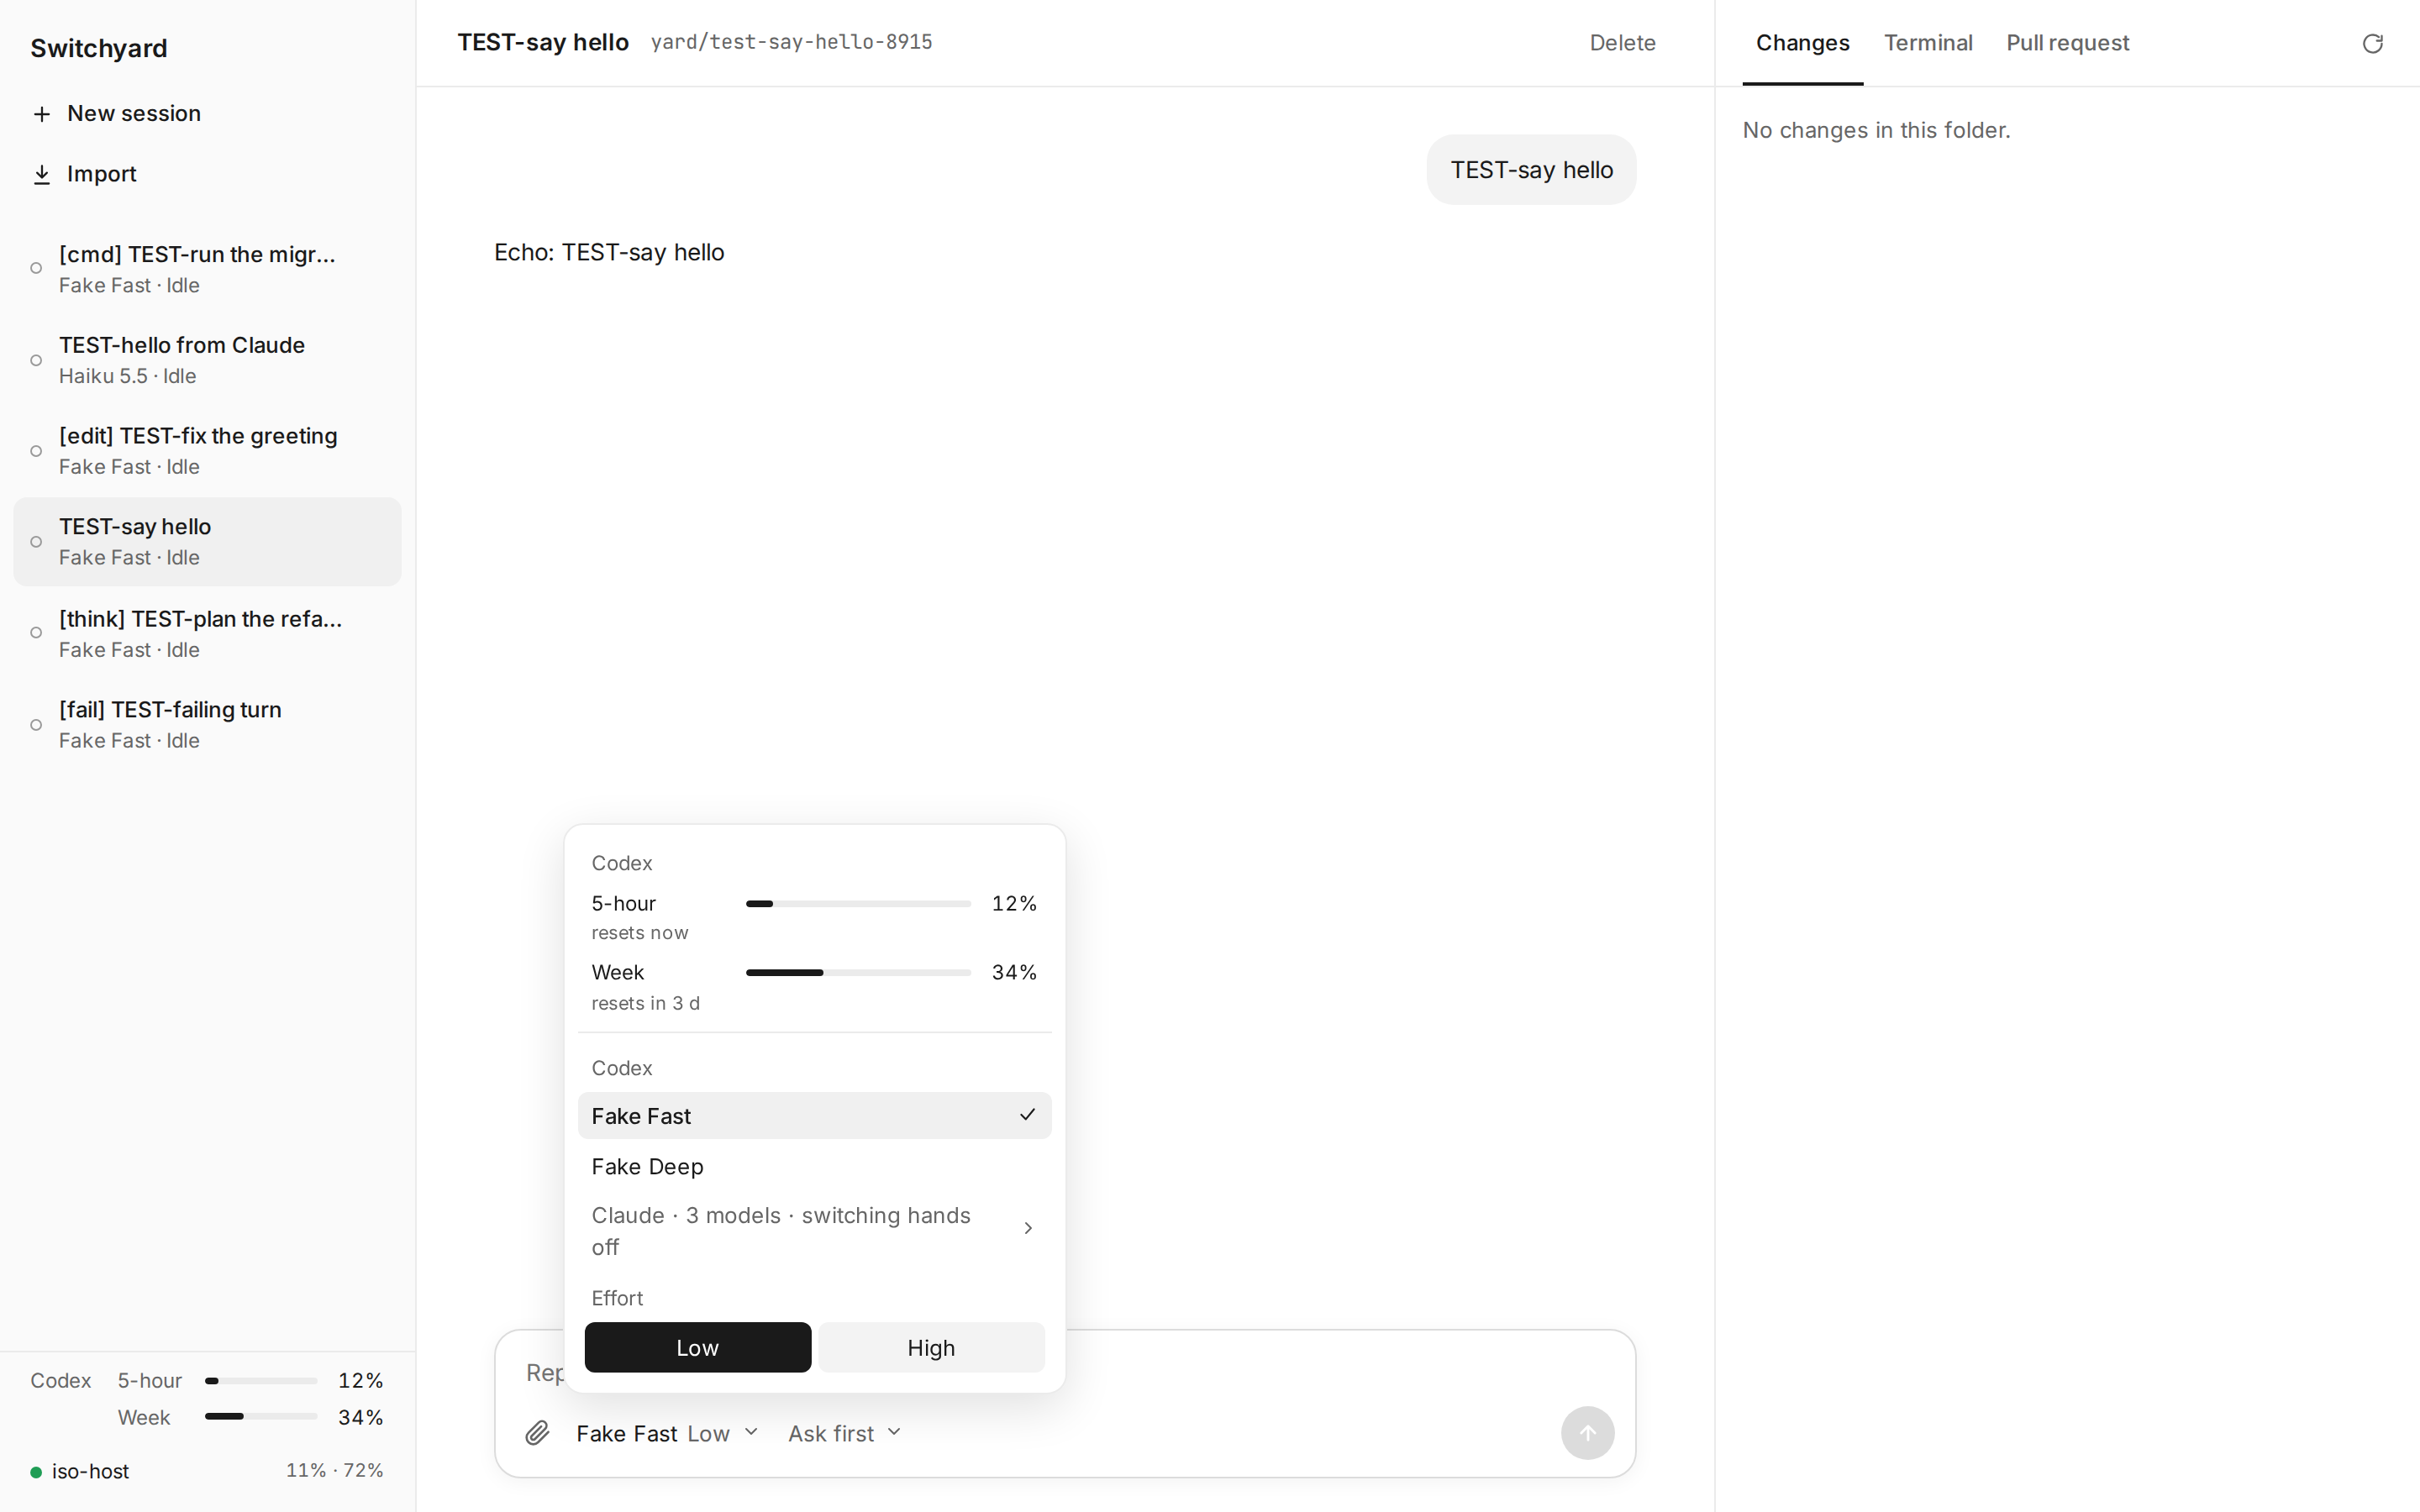 Switchyard
New session
Import
[cmd] TEST-run the migr...
Fake Fast · Idle
TEST-hello from Claude
Haiku 5.5 · Idle
[edit] TEST-fix the greeting
Fake Fast · Idle
TEST-say hello
Fake Fast · Idle
[think] TEST-plan the refa...
Fake Fast · Idle
[fail] TEST-failing turn
Fake Fast · Idle
Codex 5-hour 12%
Week 34%
iso-host 11% · 72%
TEST-say hello yard/test-say-hello-8915 Delete
TEST-say hello
Echo: TEST-say hello
Codex
5-hour 12%
resets now
Week 34%
resets in 3 d
Codex
Fake Fast
Fake Deep
Claude · 3 models · switching hands
off
Effort
Low High
Rep
Fake Fast Low Ask first
Changes Terminal Pull request
No changes in this folder.